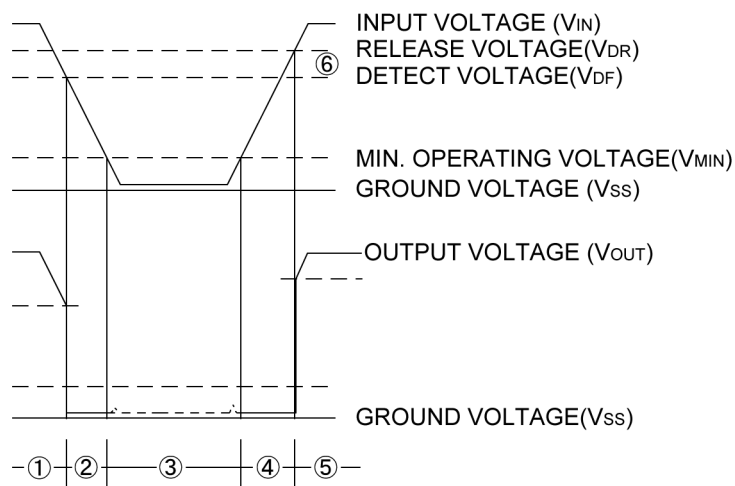 INPUT VOLTAGE (VIN)
RELEASE VOLTAGE(VDR)
⑥
DETECT VOLTAGE(VDF)
MIN. OPERATING VOLTAGE(VMIN)
GROUND VOLTAGE (VSS)
OUTPUT VOLTAGE (VOUT)
GROUND VOLTAGE(VSS)
① ② ③ ④ ⑤